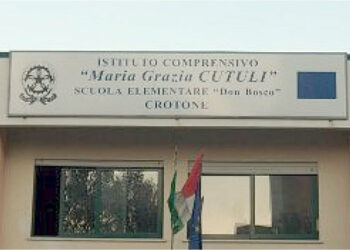 ISTITUTO COMPRENSIVO
"Maria Grazia CUTULI"
SCUOLA ELEMENTARE "Don Bosco"
CROTONE